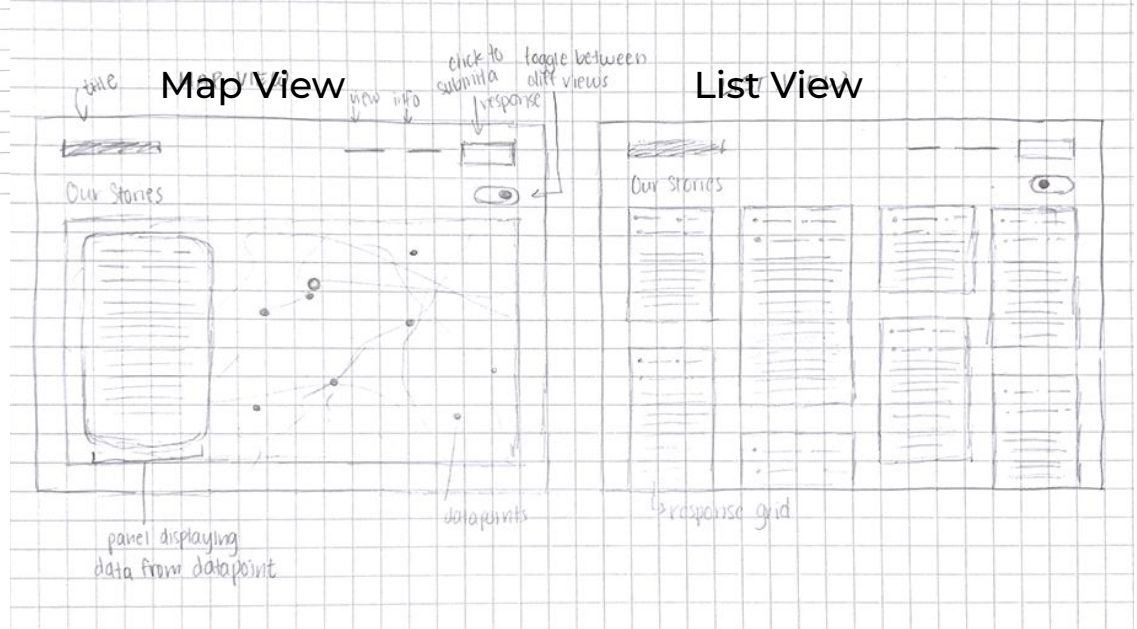 Map View
List View
title
view info
click to
submit a
response
toggle between
diff views
Our Stories
Our Stories
panel displaying
data from datapoint
datapoints
response grid